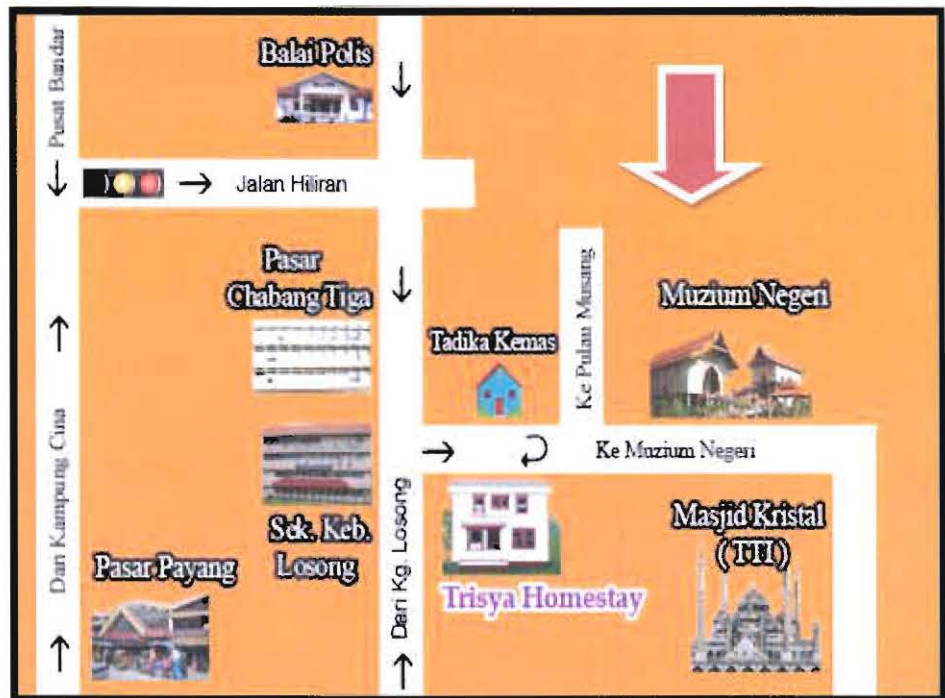 Pusat Bandar
Balai Polis
Jalan Hiliran
Pasar
Chabang Tiga
Ke Pulau Musang
Muzium Negeri
Tadika Kemas
Dari Kampung Cina
Ke Muzium Negeri
Sek. Keb.
Losong
Dari Kg. Losong
Masjid Kristal
( TTI )
Pasar Payang
Trisya Homestay